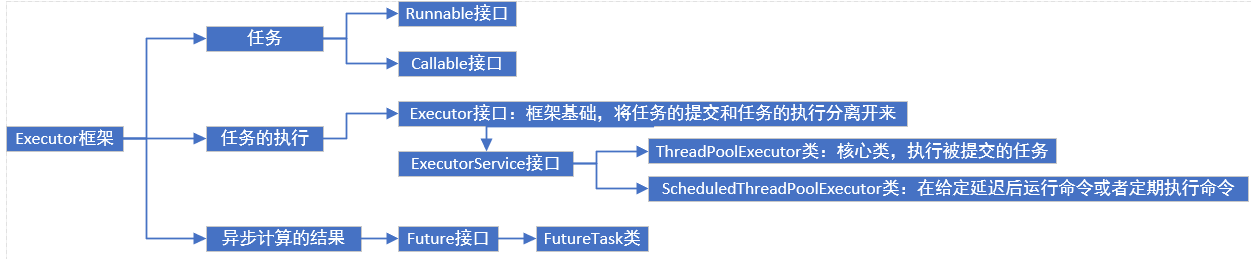 Executor框架
任务
Runnable接口
Callable接口
任务的执行
Executor接口：框架基础，将任务的提交和任务的执行分离开来
ExecutorService接口
ThreadPoolExecutor类：核心类，执行被提交的任务
ScheduledThreadPoolExecutor类：在给定延迟后运行命令或者定期执行命令
异步计算的结果
Future接口
FutureTask类